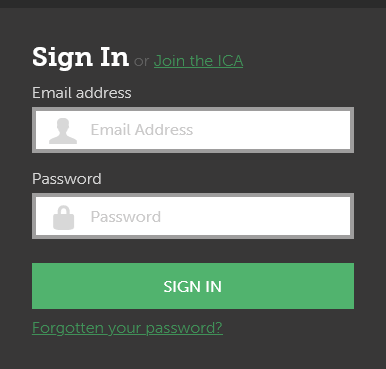 Sign In or Join the ICA
Email address
Email Address
Password
Password
SIGN IN
Forgotten your password?